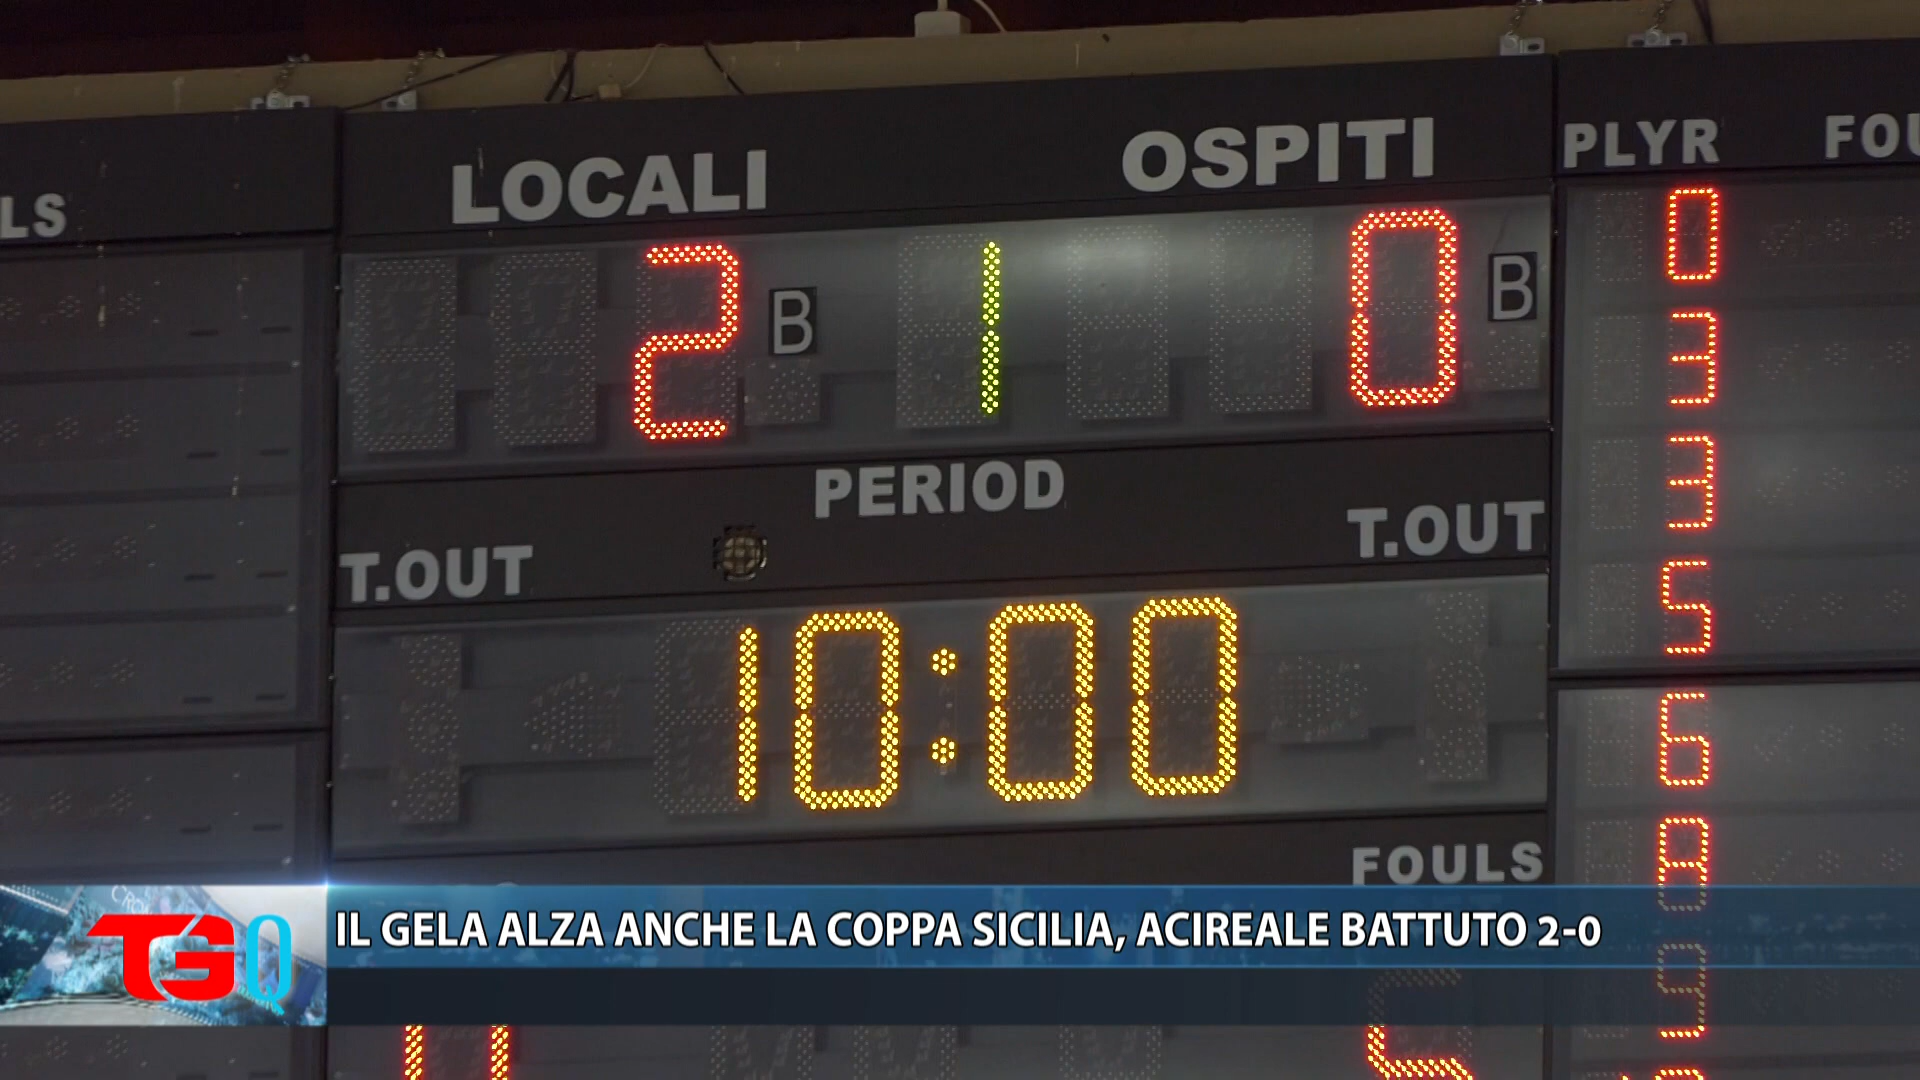 LOCALI OSPITI PLYR FOU
LS
2 B 1 0 B 0
3
3
PERIOD
T.OUT T.OUT
5
10:00
6
8
FOULS
TGQ IL GELA ALZA ANCHE LA COPPA SICILIA, ACIREALE BATTUTO 2-0
9